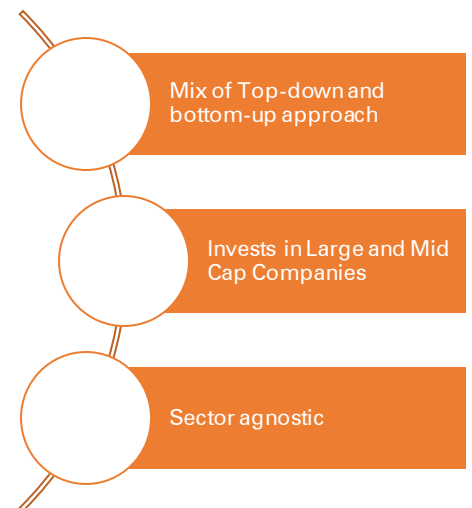 Mix of Top-down and
bottom-up approach
Invests in Large and Mid
Cap Companies
Sector agnostic